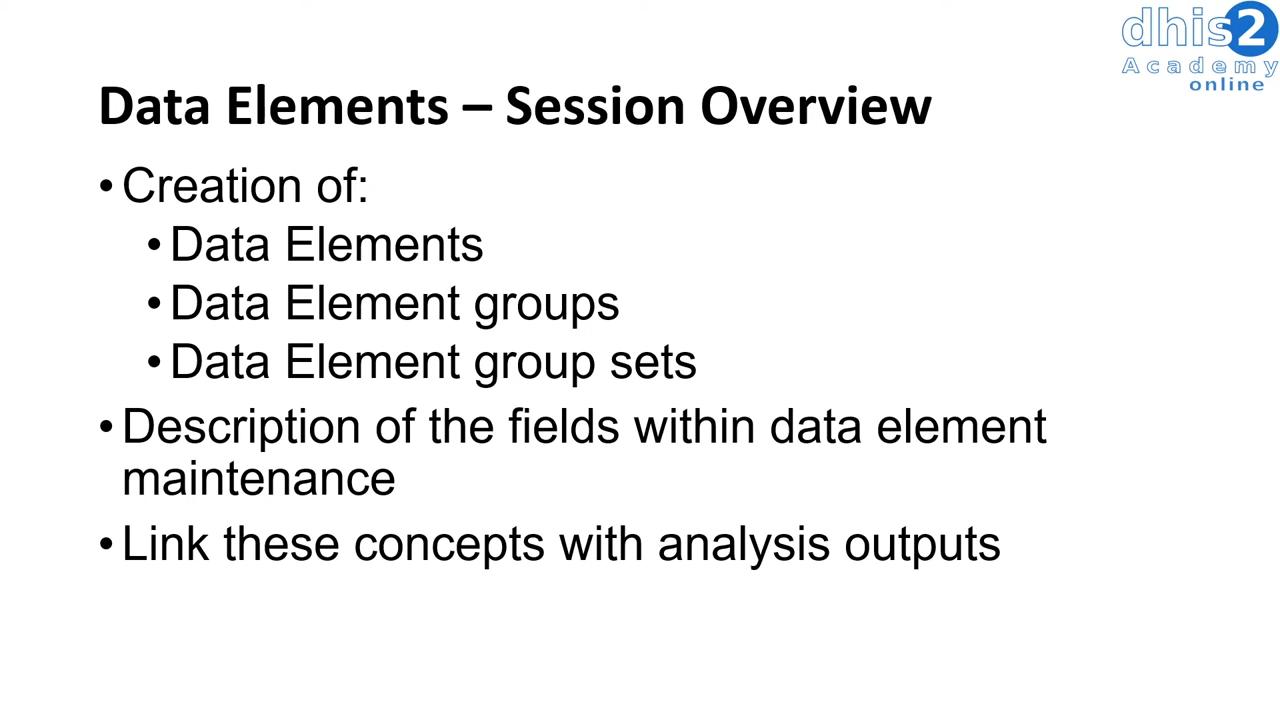 dhis2
Academy
online
Data Elements – Session Overview
• Creation of:
• Data Elements
• Data Element groups
• Data Element group sets
• Description of the fields within data element
maintenance
• Link these concepts with analysis outputs